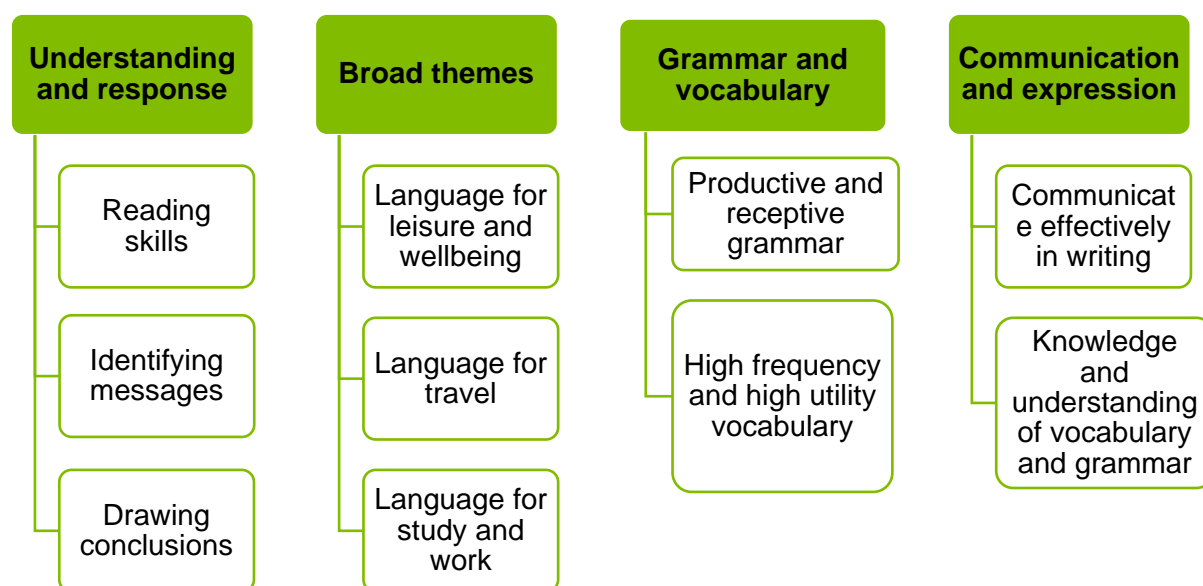 Understanding
and response
Reading
skills
Identifying
messages
Drawing
conclusions
Broad themes
Language for
leisure and
wellbeing
Language for
travel
Language for
study and
work
Grammar and
vocabulary
Productive and
receptive
grammar
High frequency
and high utility
vocabulary
Communication
and expression
Communicat
e effectively
in writing
Knowledge
and
understanding
of vocabulary
and grammar